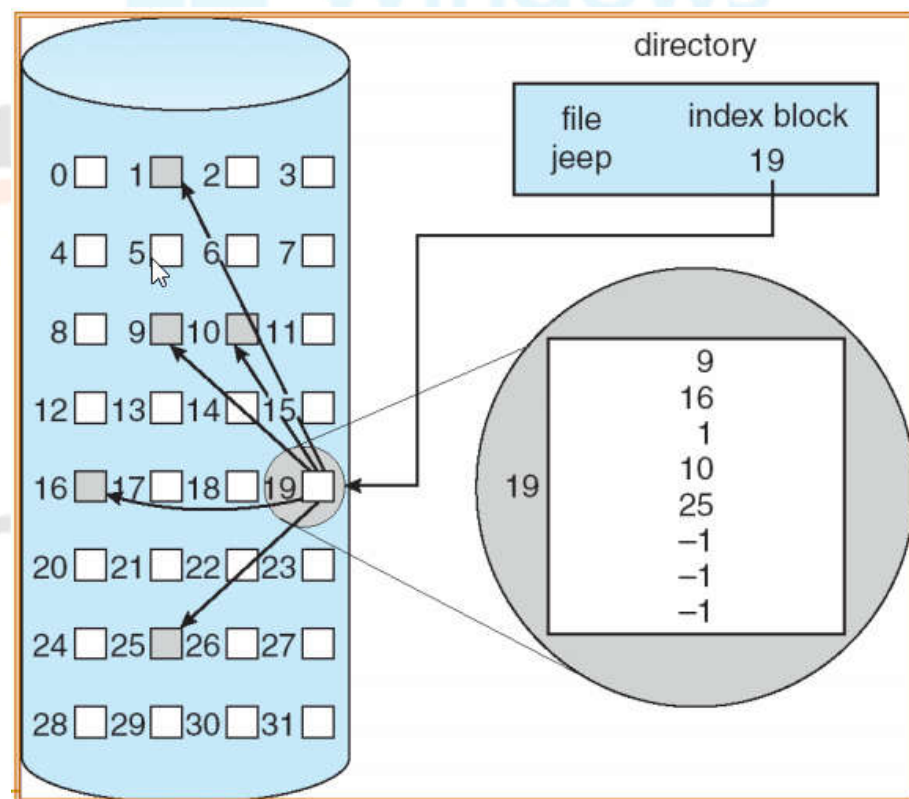 directory
file index block
jeep 19
0 1 2 3
4 5 6 7
8 9 10 11
12 13 14 15
16 17 18 19
20 21 22 23
24 25 26 27
28 29 30 31
19
9
16
1
10
25
–1
–1
–1